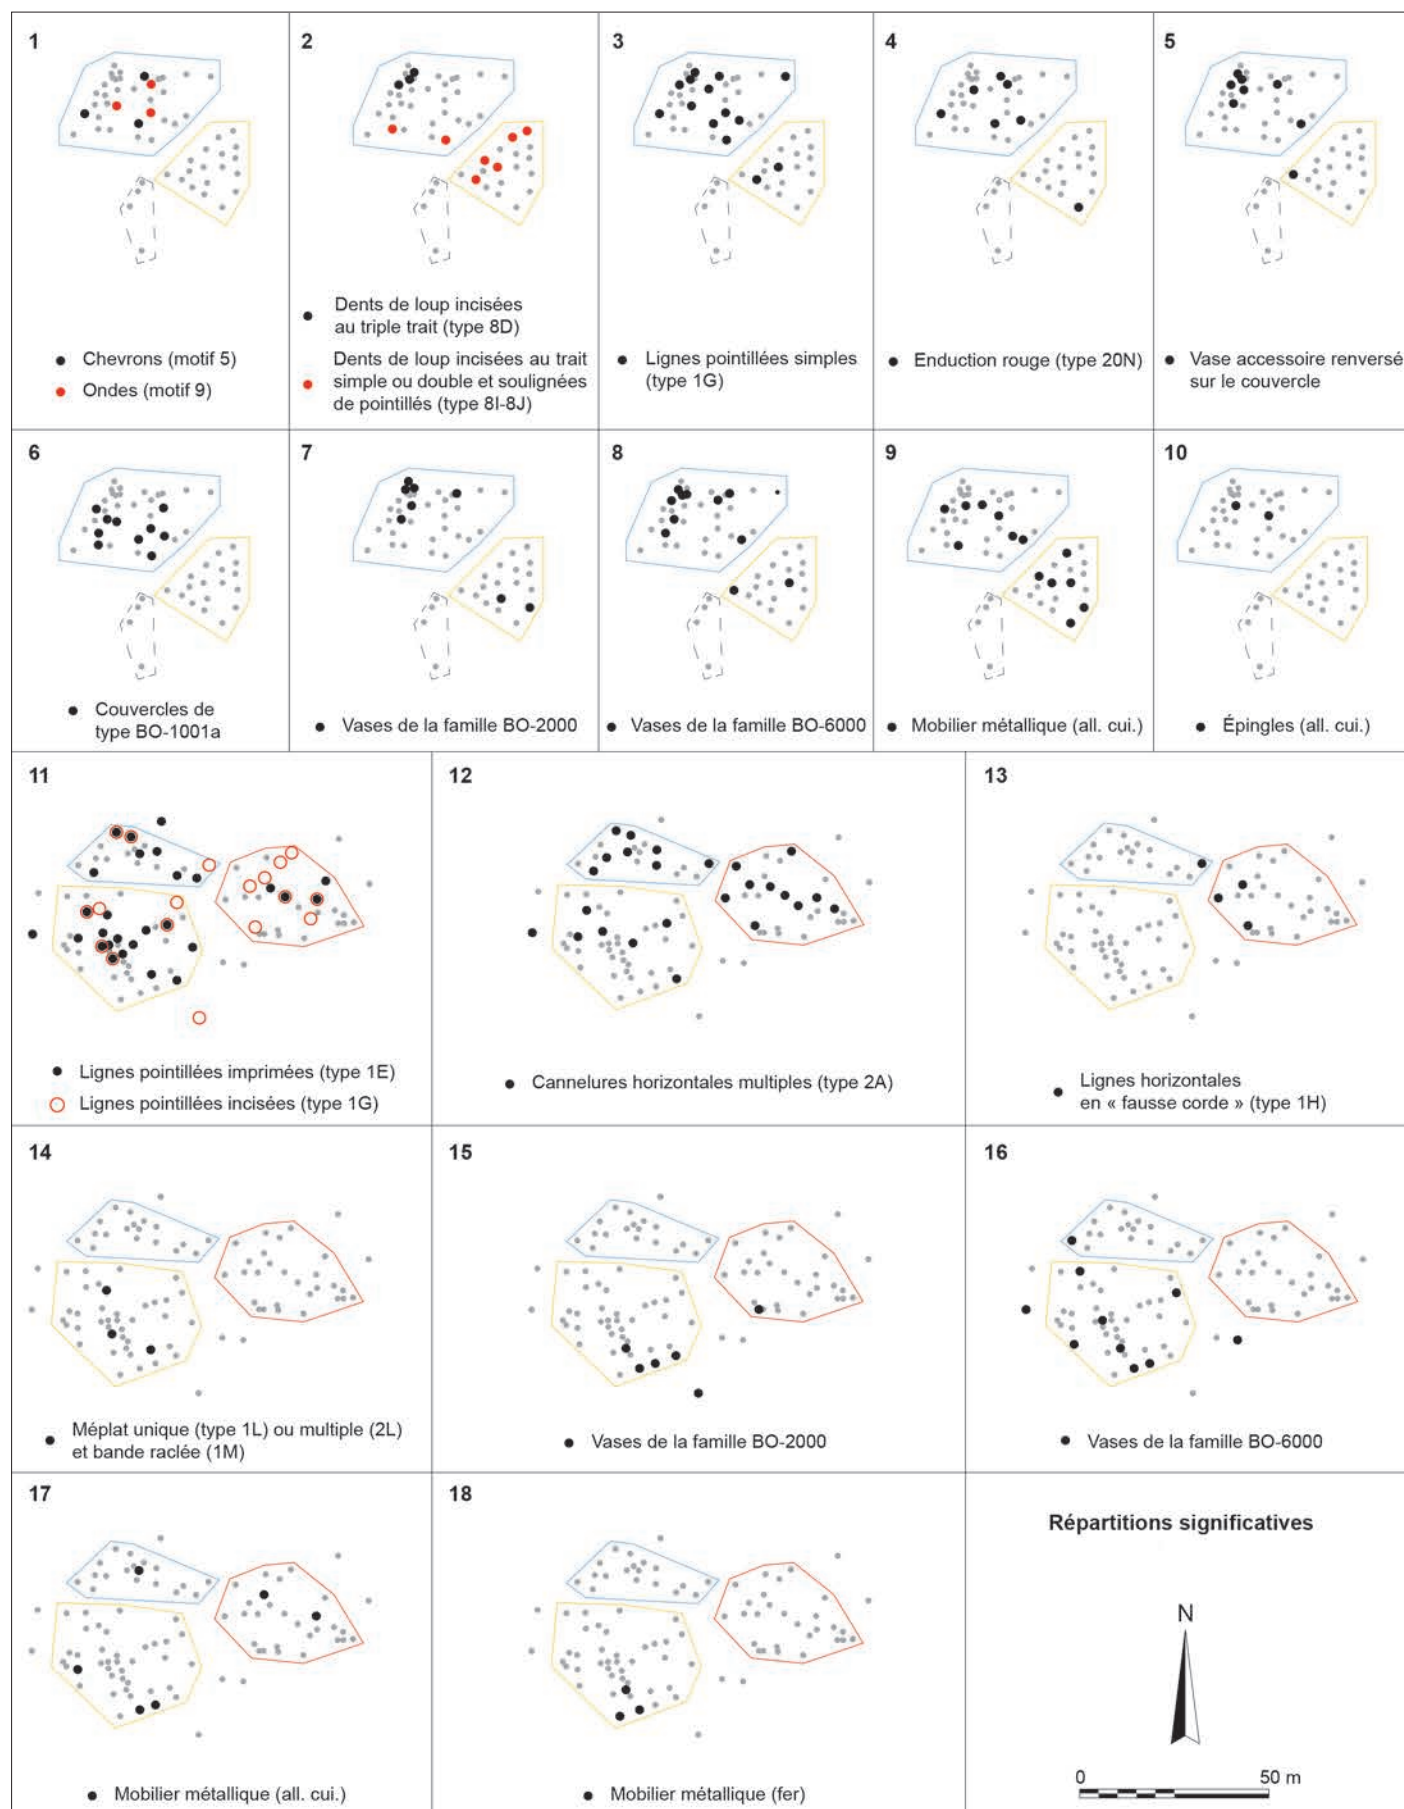 1
Chevrons (motif 5)
Ondes (motif 9)
2
Dents de loup incisées
au triple trait (type 8D)
Dents de loup incisées au trait
simple ou double et soulignées
de pointillés (type 8I-8J)
3
Lignes pointillées simples
(type 1G)
4
Enduction rouge (type 20N)
5
Vase accessoire renversé
sur le couvercle
6
Couvercles de
type BO-1001a
7
Vases de la famille BO-2000
8
Vases de la famille BO-6000
9
Mobilier métallique (all. cui.)
10
Épingles (all. cui.)
11
Lignes pointillées imprimées (type 1E)
Lignes pointillées incisées (type 1G)
12
Cannelures horizontales multiples (type 2A)
13
Lignes horizontales
en « fausse corde » (type 1H)
14
Méplat unique (type 1L) ou multiple (2L)
et bande raclée (1M)
15
Vases de la famille BO-2000
16
Vases de la famille BO-6000
17
Mobilier métallique (all. cui.)
18
Mobilier métallique (fer)
Répartitions significatives
N
0 50 m